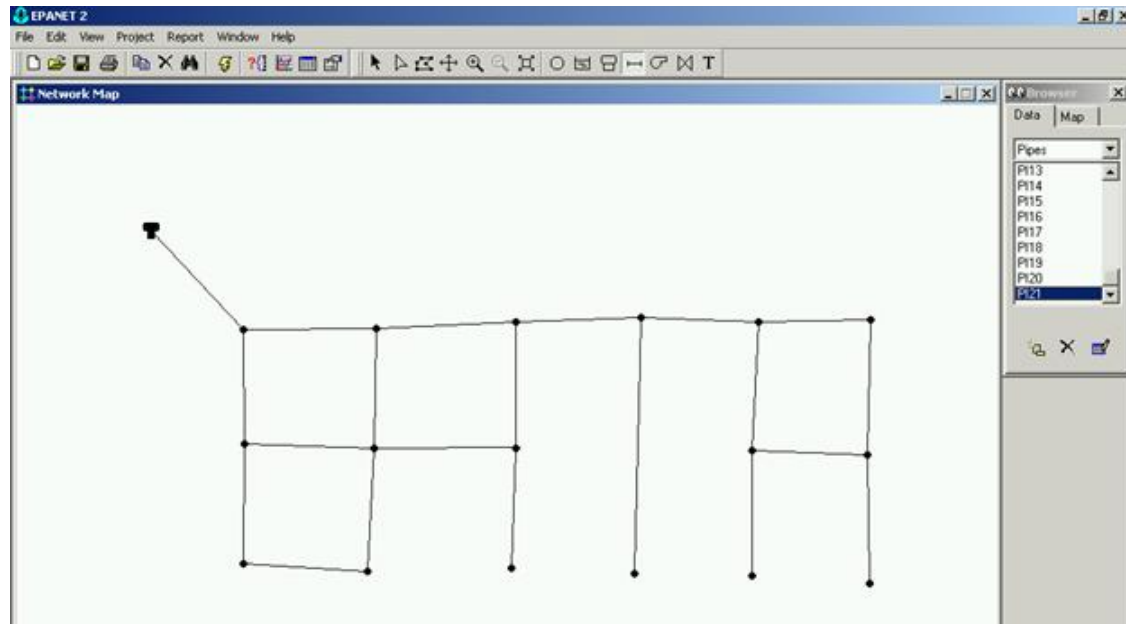 EPANET 2
File Edit View Project Report Window Help
T
Network Map
Browser
Data Map
Pipes
PI13
PI14
PI15
PI16
PI17
PI18
PI19
PI20
PI21